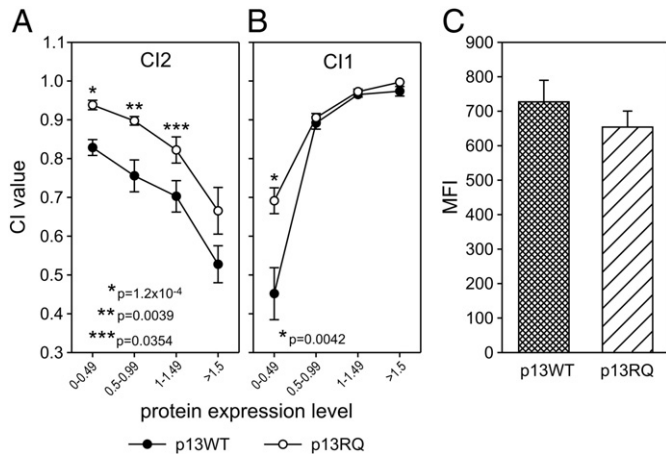 A
B
C
CI2
CI1
CI value
1.1
1.0
0.9
0.8
0.7
0.6
0.5
0.4
0.3
*
**
***
*p=1.2x10-4
**p=0.0039
***p=0.0354
0-0.49
0.5-0.99
1-1.49
>1.5
*
*p=0.0042
0-0.49
0.5-0.99
1-1.49
>1.5
protein expression level
p13WT p13RQ
MFI
900
800
700
600
500
400
300
200
100
0
p13WT p13RQ